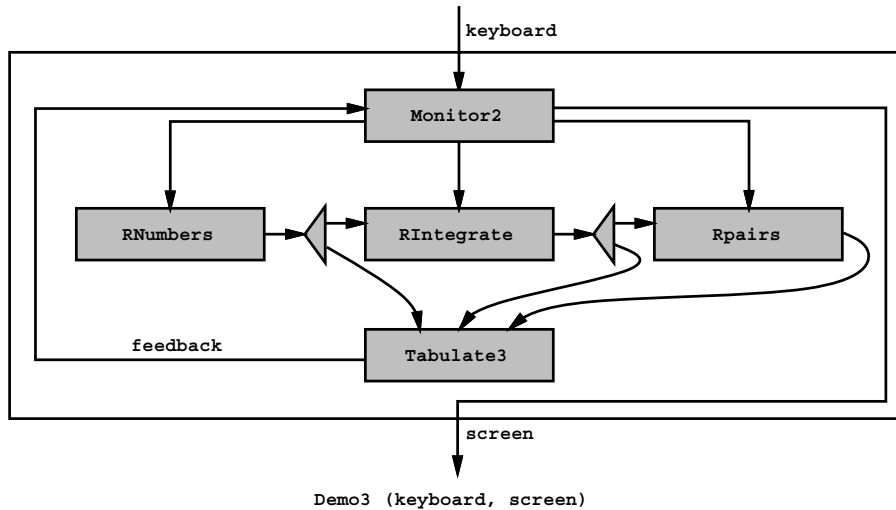 keyboard
Monitor2
RNumbers
RIntegrate
Rpairs
feedback
Tabulate3
screen
Demo3 (keyboard, screen)